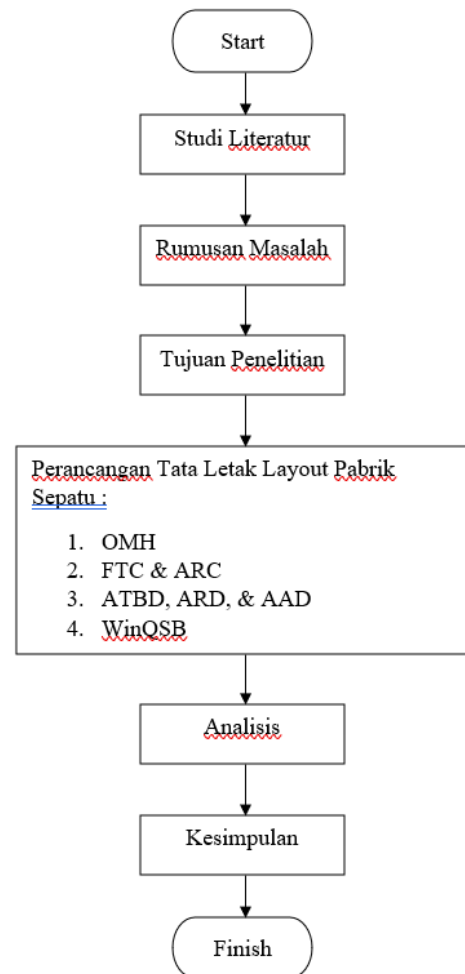 Start
Studi Literatur
Rumusan Masalah
Tujuan Penelitian
Perancangan Tata Letak Layout Pabrik
Sepatu :
1. OMH
2. FTC & ARC
3. ATBD, ARD, & AAD
4. WinQSB
Analisis
Kesimpulan
Finish